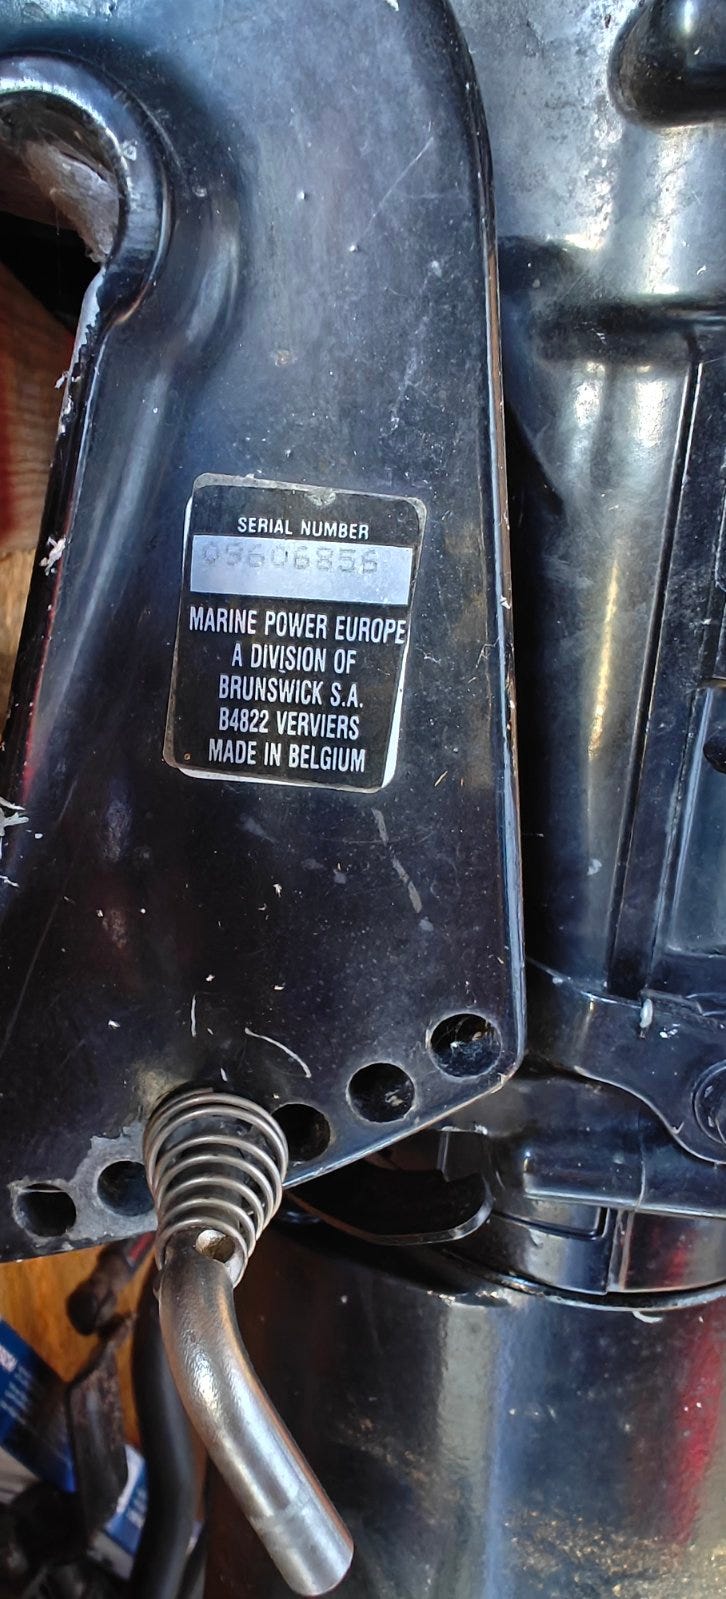 SERIAL NUMBER
09606856
MARINE POWER EUROPE
A DIVISION OF
BRUNSWICK S.A.
B4822 VERVIERS
MADE IN BELGIUM